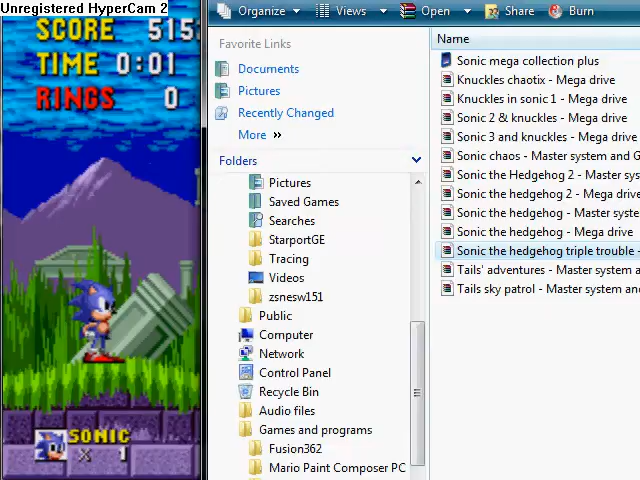 Unregistered HyperCam 2
SCORE 515
TIME 0:01
RINGS 0
SONIC
X 1
Organize Views Open Share Burn
Favorite Links
Documents
Pictures
Recently Changed
More »
Folders
Pictures
Saved Games
Searches
StarportGE
Tracing
Videos
zsnesw151
Public
Computer
Network
Control Panel
Recycle Bin
Audio files
Games and programs
Fusion362
Mario Paint Composer PC
Name
Sonic mega collection plus
Knuckles chaotix - Mega drive
Knuckles in sonic 1 - Mega drive
Sonic 2 & knuckles - Mega drive
Sonic 3 and knuckles - Mega drive
Sonic chaos - Master system and G
Sonic the Hedgehog 2 - Master sys
Sonic the hedgehog 2 - Mega drive
Sonic the hedgehog - Master syste
Sonic the hedgehog - Mega drive
Sonic the hedgehog triple trouble -
Tails' adventures - Master system a
Tails sky patrol - Master system and